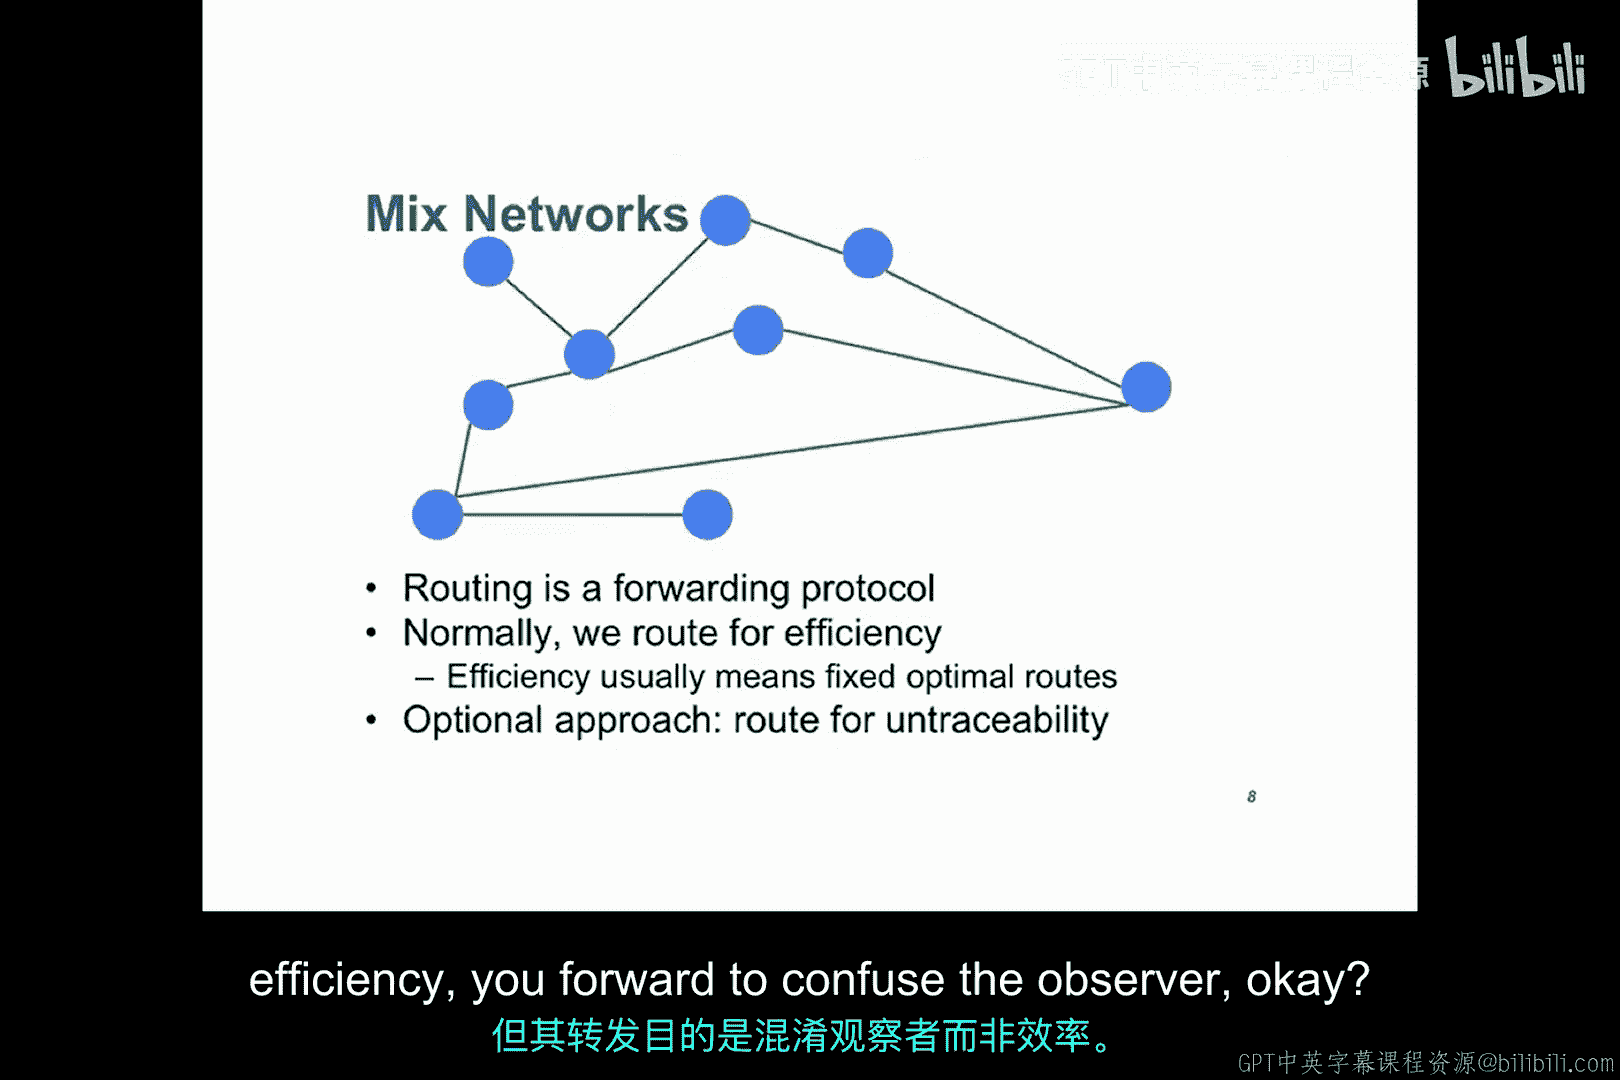 bilibili
Mix Networks
• Routing is a forwarding protocol
• Normally, we route for efficiency
– Efficiency usually means fixed optimal routes
• Optional approach: route for untraceability
8
efficiency, you forward to confuse the observer, okay?
但其转发目的是混淆观察者而非效率。
GPT中英字幕课程资源@bilibili.com